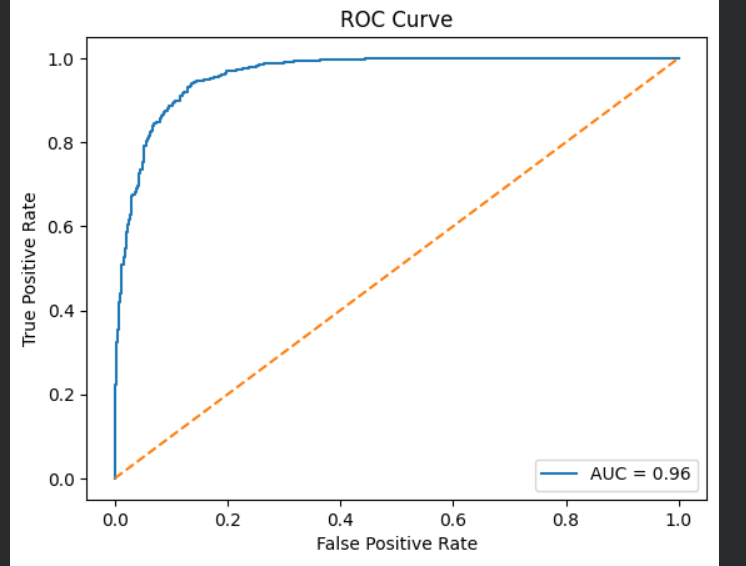 ROC Curve
True Positive Rate
1.0
0.8
0.6
0.4
0.2
0.0
AUC = 0.96
0.0 0.2 0.4 0.6 0.8 1.0
False Positive Rate